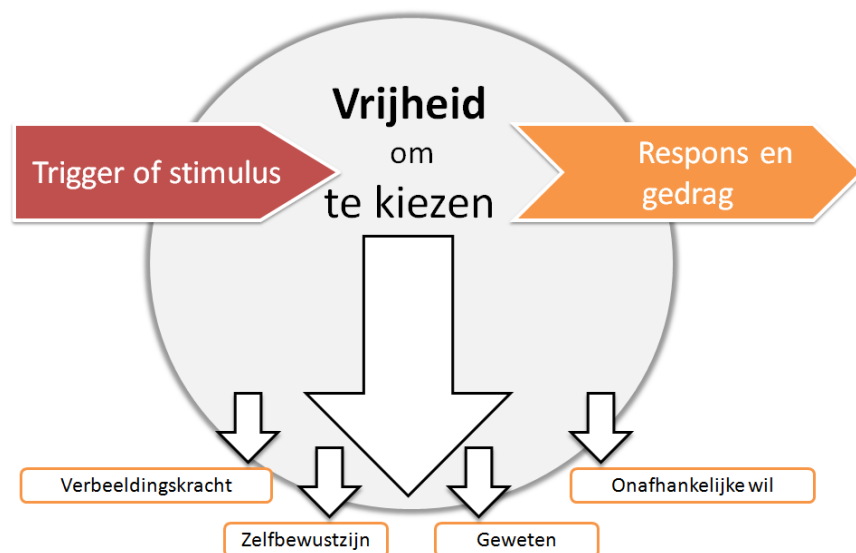 Vrijheid
om
te kiezen
Trigger of stimulus
Respons en
gedrag
Verbeeldingskracht
Zelfbewustzijn
Geweten
Onafhankelijke wil